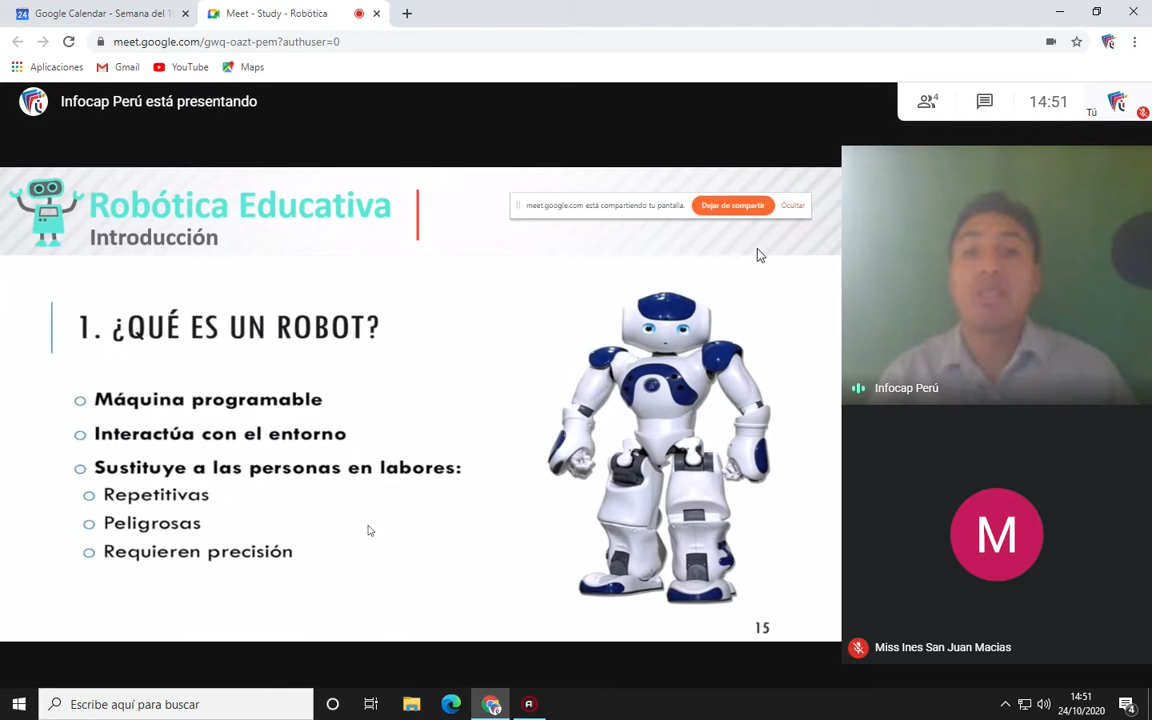 24 Google Calendar - Semana del 1
Meet - Study - Robótica
meet.google.com/gwq-oazt-pem?authuser=0
Aplicaciones
Gmail
YouTube
Maps
Infocap Perú está presentando
4
14:51
Tú
Robótica Educativa
Introducción
meet.google.com está compartiendo tu pantalla.
Dejar de compartir
Ocultar
1. ¿QUÉ ES UN ROBOT?
Máquina programable
Interactúa con el entorno
Sustituye a las personas en labores:
Repetitivas
Peligrosas
Requieren precisión
15
Infocap Perú
M
Miss Ines San Juan Macias
Escribe aquí para buscar
14:51
24/10/2020
4